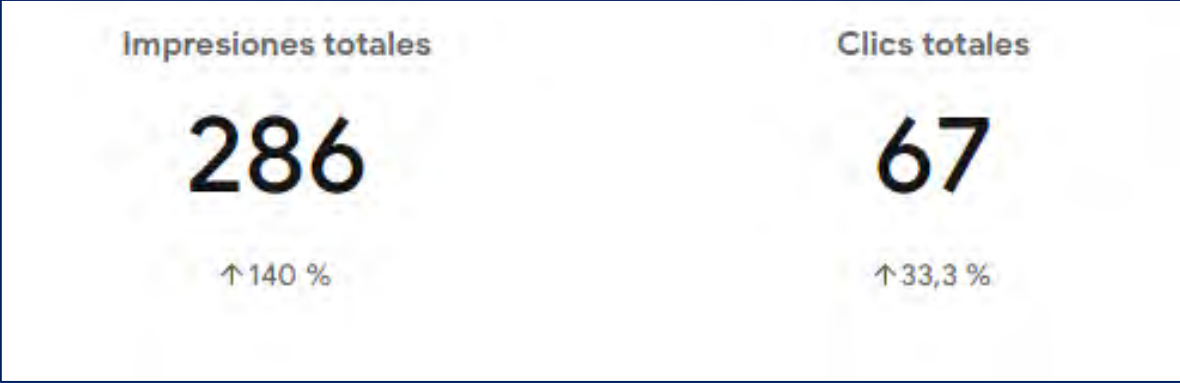 Impresiones totales
Clics totales
286
67
↑140 %
↑33,3 %